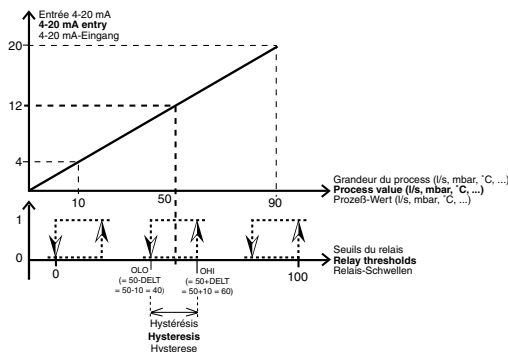 Entrée 4-20 mA
4-20 mA entry
4-20 mA-Eingang
20
12
4
10
50
90
Grandeur du process (l/s, mbar, ˚C, ...)
Process value (l/s, mbar, ˚C, ...)
Prozeß-Wert (l/s, mbar, ˚C, ...)
1
0
0
100
Seuils du relais
Relay thresholds
Relais-Schwellen
OLO
(= 50-DELT
= 50-10 = 40)
OHI
(= 50+DELT
= 50+10 = 60)
Hystérésis
Hysteresis
Hysterese